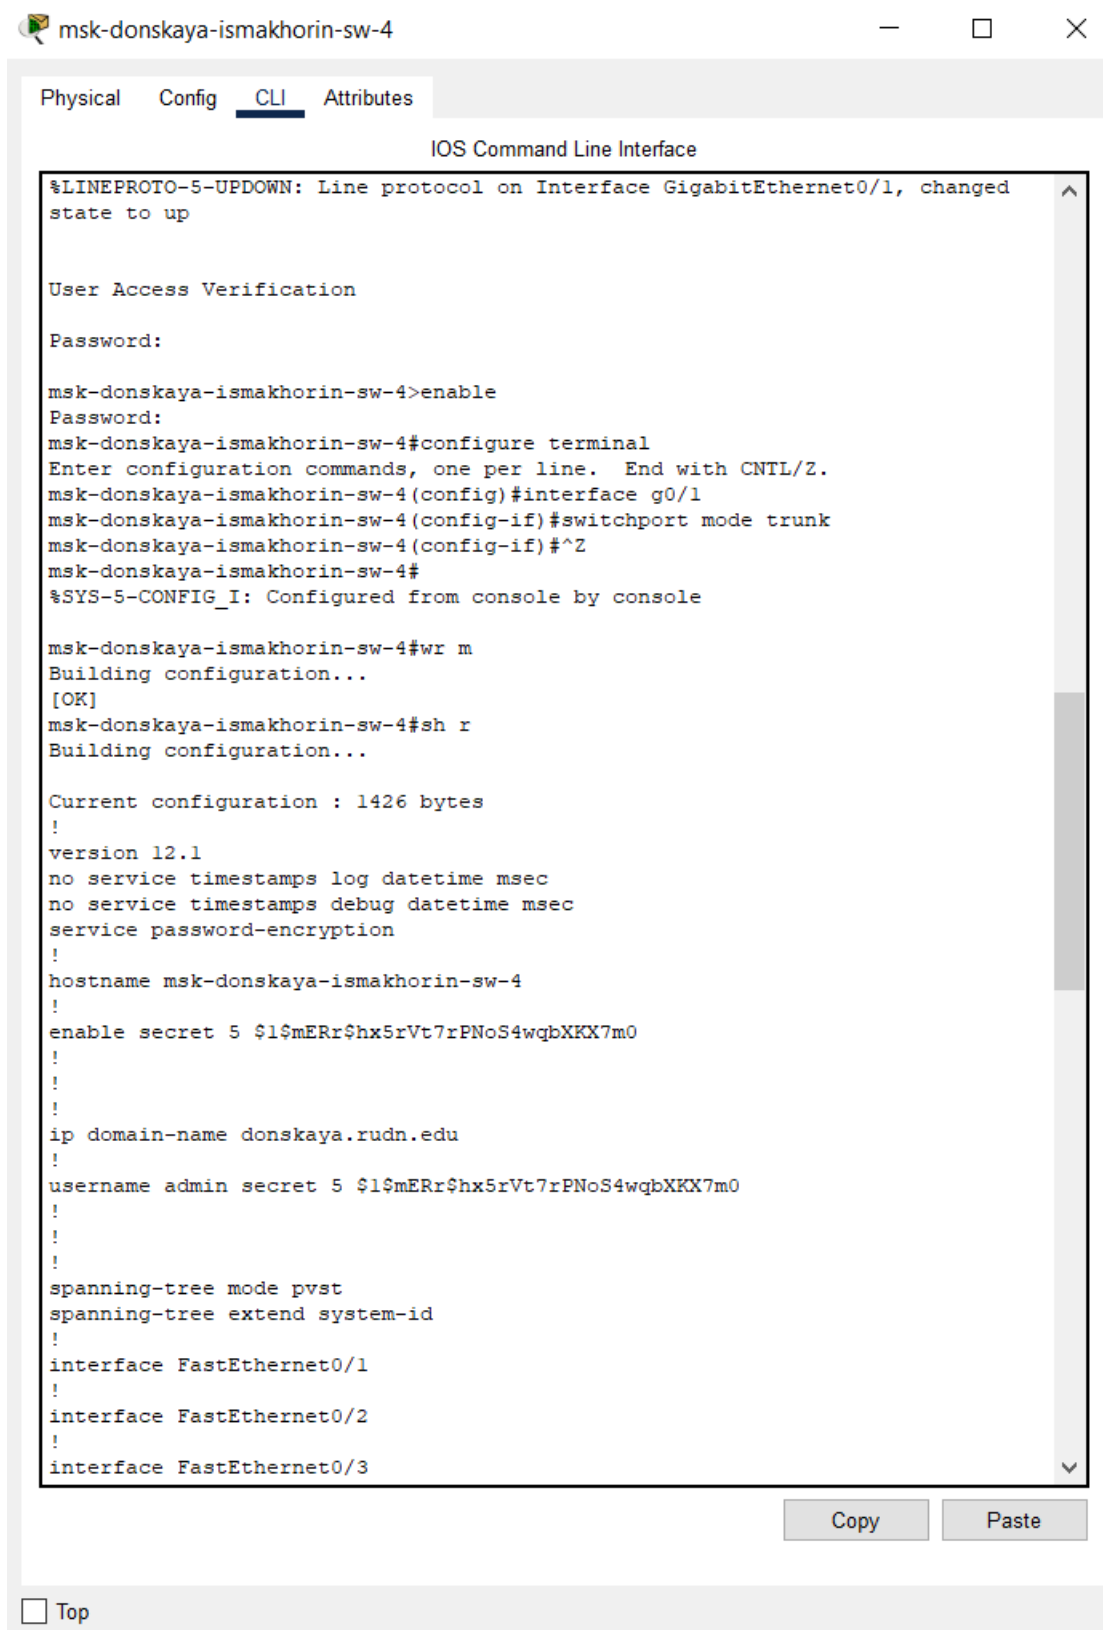 msk-donskaya-ismakhorin-sw-4
Physical Config CLI Attributes
IOS Command Line Interface
%LINEPROTO-5-UPDOWN: Line protocol on Interface GigabitEthernet0/1, changed
state to up
User Access Verification
Password:
msk-donskaya-ismakhorin-sw-4>enable
Password:
msk-donskaya-ismakhorin-sw-4#configure terminal
Enter configuration commands, one per line.  End with CNTL/Z.
msk-donskaya-ismakhorin-sw-4(config)#interface g0/1
msk-donskaya-ismakhorin-sw-4(config-if)#switchport mode trunk
msk-donskaya-ismakhorin-sw-4(config-if)#^Z
msk-donskaya-ismakhorin-sw-4#
%SYS-5-CONFIG_I: Configured from console by console
msk-donskaya-ismakhorin-sw-4#wr m
Building configuration...
[OK]
msk-donskaya-ismakhorin-sw-4#sh r
Building configuration...
Current configuration : 1426 bytes
!
version 12.1
no service timestamps log datetime msec
no service timestamps debug datetime msec
service password-encryption
!
hostname msk-donskaya-ismakhorin-sw-4
!
enable secret 5 $1$mERr$hx5rVt7rPNoS4wqbXKX7m0
!
!
!
ip domain-name donskaya.rudn.edu
!
username admin secret 5 $1$mERr$hx5rVt7rPNoS4wqbXKX7m0
!
!
!
spanning-tree mode pvst
spanning-tree extend system-id
!
interface FastEthernet0/1
!
interface FastEthernet0/2
!
interface FastEthernet0/3
Copy Paste
Top